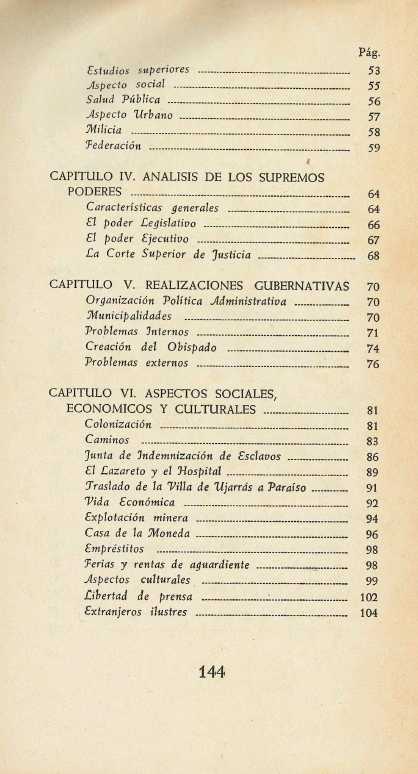 Pág.
Estudios superiores 53
Aspecto social 55
Salud Pública 56
Aspecto Urbano 57
Milicia 58
Federación 59
CAPITULO IV. ANALISIS DE LOS SUPREMOS
PODERES 64
Características generales 64
El poder Legislativo 66
El poder Ejecutivo 67
La Corte Superior de Justicia 68
CAPITULO V. REALIZACIONES GUBERNATIVAS 70
Organización Política Administrativa 70
Municipalidades 70
Problemas Internos 71
Creación del Obispado 74
Problemas externos 76
CAPITULO VI. ASPECTOS SOCIALES,
ECONOMICOS Y CULTURALES 81
Colonización 81
Caminos 83
Junta de Indemnización de Esclavos 86
El Lazareto y el Hospital 89
Traslado de la Villa de Ujarrás a Paraíso 91
Vida Económica 92
Explotación minera 94
Casa de la Moneda 96
Empréstitos 98
Ferias y rentas de aguardiente 98
Aspectos culturales 99
Libertad de prensa 102
Extranjeros ilustres 104
144